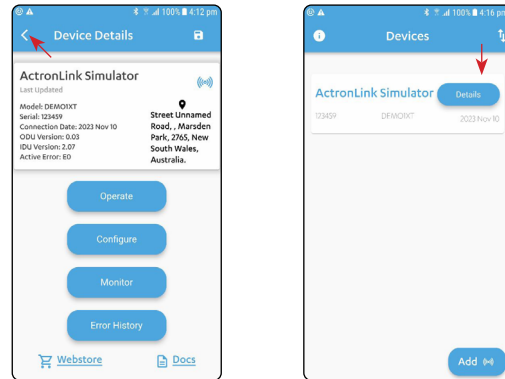 100% 4:12 pm
Device Details
ActronLink Simulator
Last Updated
Model: DEMO1XT
Serial: 123459
Connection Date: 2023 Nov 10
ODU Version: 0.03
IDU Version: 2.07
Active Error: E0
Street Unnamed
Road, , Marsden
Park, 2765, New
South Wales,
Australia.
Operate
Configure
Monitor
Error History
Webstore
Docs
100% 4:16 pm
Devices
ActronLink Simulator
Details
123459
DEMO1XT
2023 Nov 10
Add